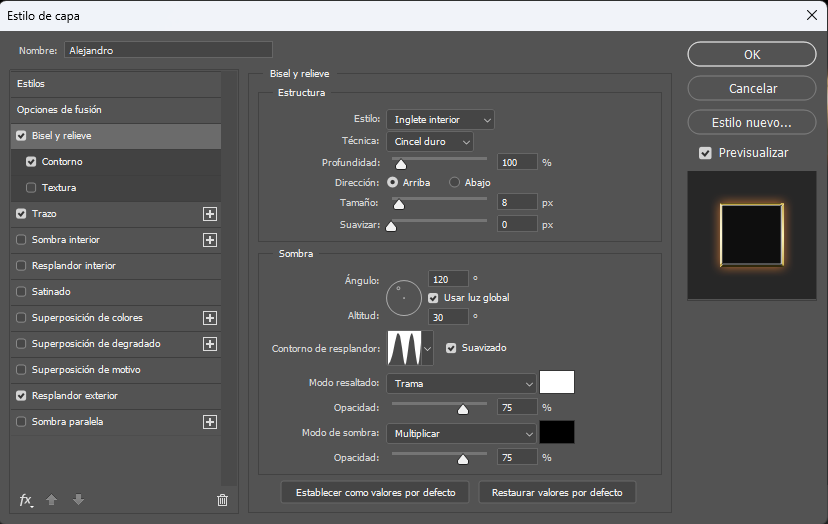 Estilo de capa
Nombre: Alejandro
Estilos
Opciones de fusión
Bisel y relieve
Contorno
Textura
Trazo
Sombra interior
Resplandor interior
Satinado
Superposición de colores
Superposición de degradado
Superposición de motivo
Resplandor exterior
Sombra paralela
fx
Bisel y relieve
Estructura
Estilo: Inglete interior
Técnica: Cincel duro
Profundidad: 100 %
Dirección: Arriba Abajo
Tamaño: 8 px
Suavizar: 0 px
Sombra
Ángulo: 120 °
Usar luz global
Altitud: 30 °
Contorno de resplandor: Suavizado
Modo resaltado: Trama
Opacidad: 75 %
Modo de sombra: Multiplicar
Opacidad: 75 %
Establecer como valores por defecto Restaurar valores por defecto
OK
Cancelar
Estilo nuevo...
Previsualizar